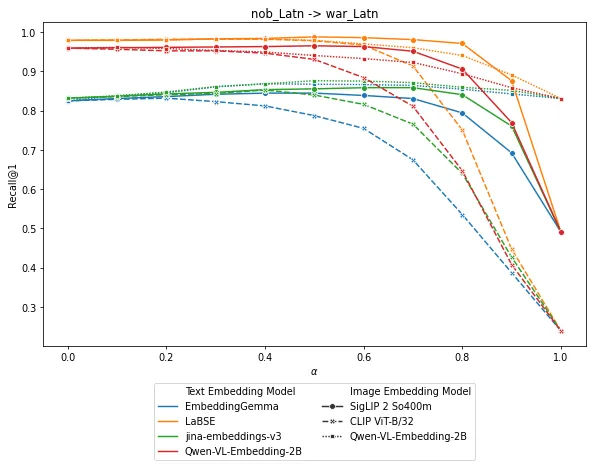 nob_Latn -> war_Latn
1.0
0.9
0.8
0.7
0.6
0.5
0.4
0.3
Recall@1
0.0 0.2 0.4 0.6 0.8 1.0
α
Text Embedding Model
EmbeddingGemma
LaBSE
jina-embeddings-v3
Qwen-VL-Embedding-2B
Image Embedding Model
SigLIP 2 So400m
CLIP ViT-B/32
Qwen-VL-Embedding-2B